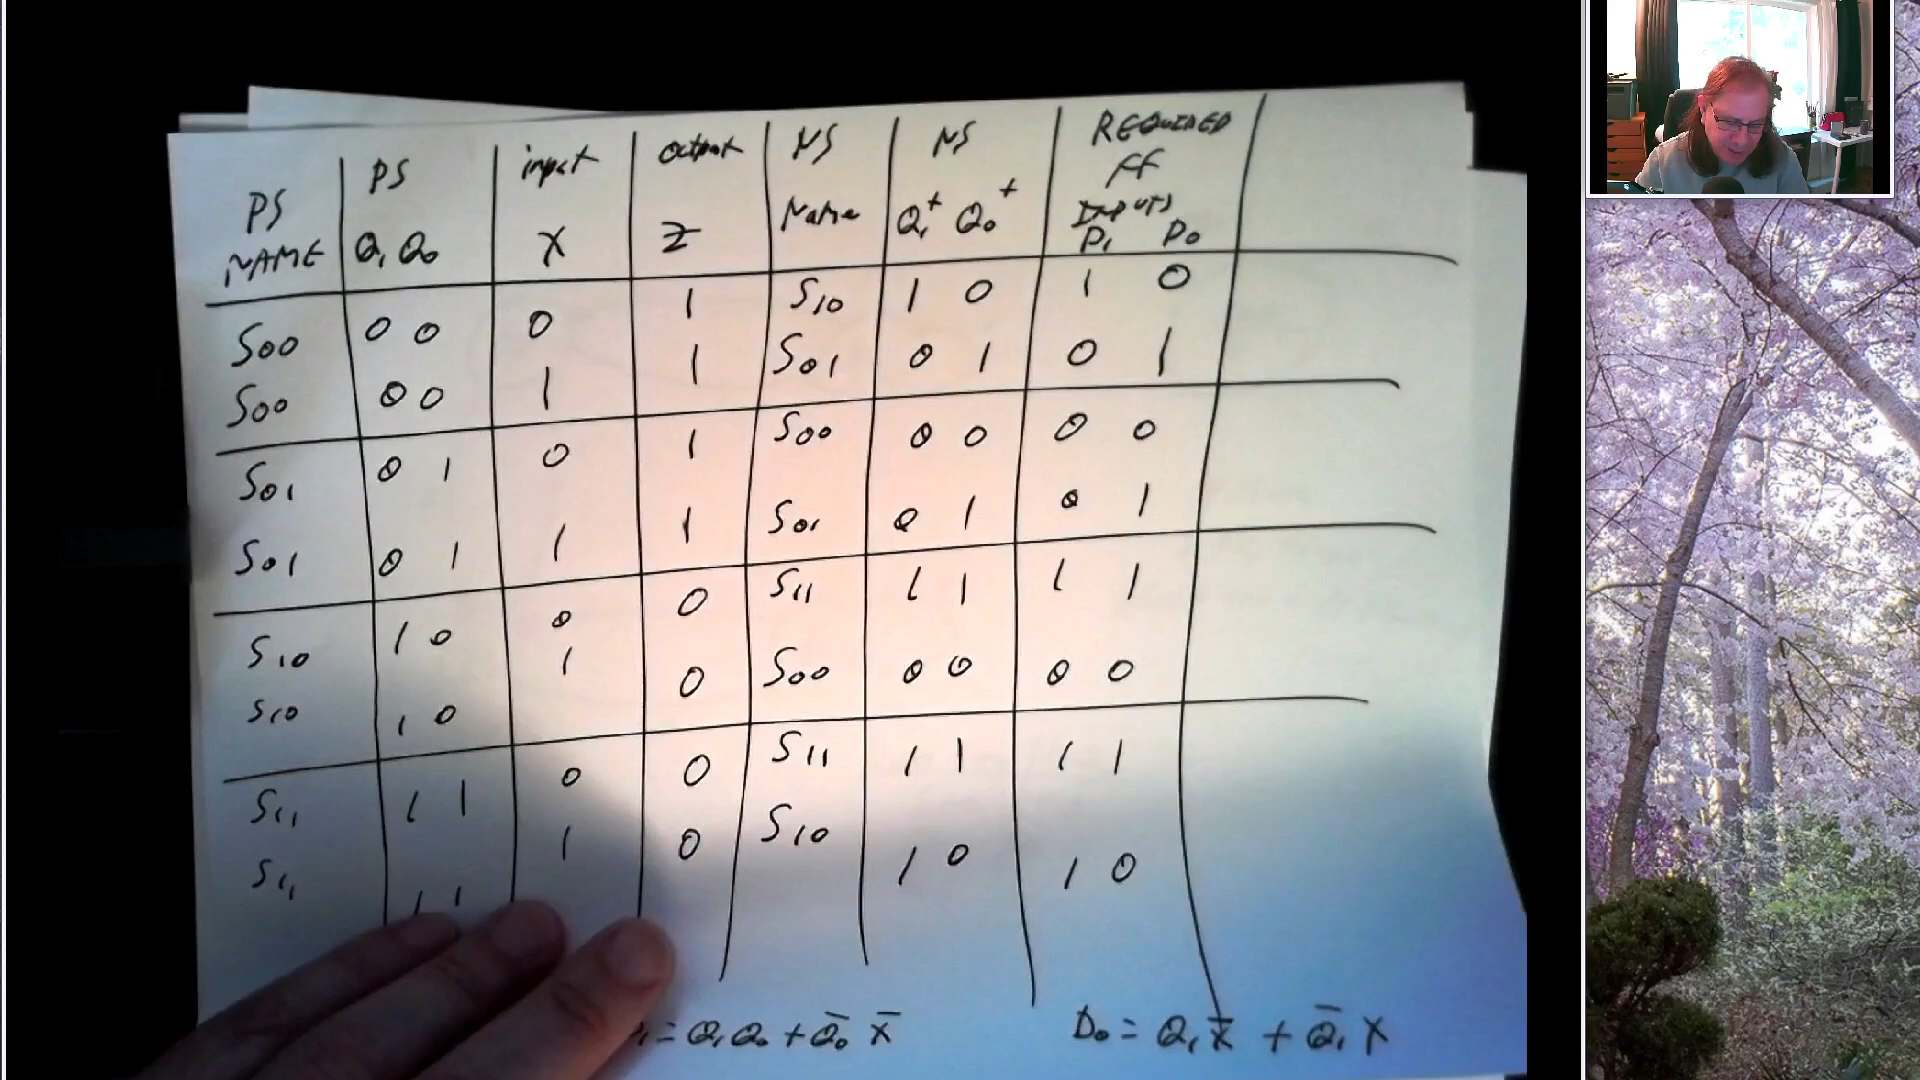 PS NAME | PS Q1 Q0 | input X | output Z | NS Name | NS Q1+ Q0+ | REQUIRED FF INPUTS D1 D0
S00 | 0 0 | 0 | 1 | S10 | 1 0 | 1 0
S00 | 0 0 | 1 | 1 | S01 | 0 1 | 0 1
S01 | 0 1 | 0 | 1 | S00 | 0 0 | 0 0
S01 | 0 1 | 1 | 1 | S01 | 0 1 | 0 1
S10 | 1 0 | 0 | 0 | S11 | 1 1 | 1 1
S10 | 1 0 | 1 | 0 | S00 | 0 0 | 0 0
S11 | 1 1 | 0 | 0 | S11 | 1 1 | 1 1
S11 | 1 1 | 1 | 0 | S10 | 1 0 | 1 0
= Q1Q0 + Q̅0 X̅
D0 = Q1X̅ + Q̅1X